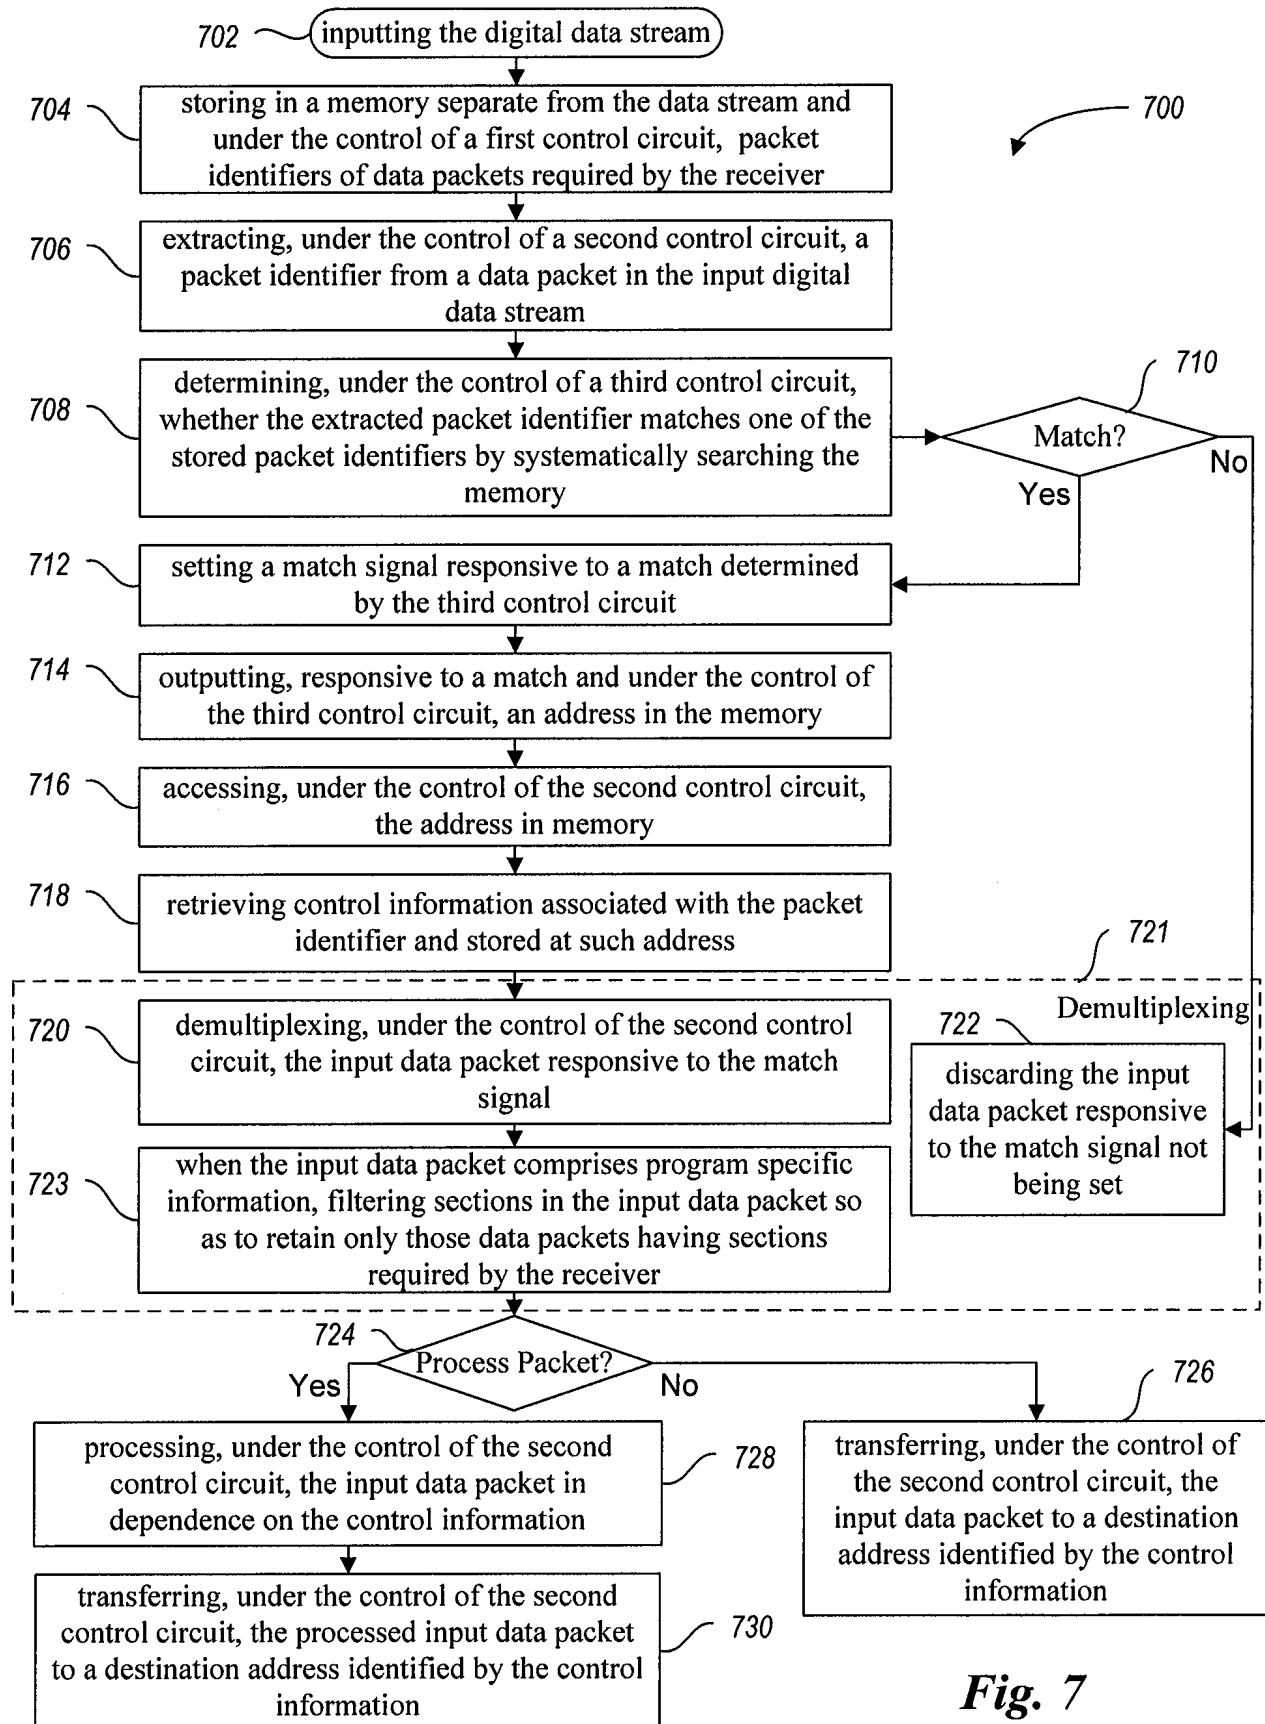 702
inputting the digital data stream
704
storing in a memory separate from the data stream and
under the control of a first control circuit, packet
identifiers of data packets required by the receiver
700
706
extracting, under the control of a second control circuit, a
packet identifier from a data packet in the input digital
data stream
708
determining, under the control of a third control circuit,
whether the extracted packet identifier matches one of the
stored packet identifiers by systematically searching the
memory
710
Match?
No
Yes
712
setting a match signal responsive to a match determined
by the third control circuit
714
outputting, responsive to a match and under the control of
the third control circuit, an address in the memory
716
accessing, under the control of the second control circuit,
the address in memory
718
retrieving control information associated with the packet
identifier and stored at such address
721
Demultiplexing
720
demultiplexing, under the control of the second control
circuit, the input data packet responsive to the match
signal
722
discarding the input
data packet responsive
to the match signal not
being set
723
when the input data packet comprises program specific
information, filtering sections in the input data packet so
as to retain only those data packets having sections
required by the receiver
724
Process Packet?
Yes
No
726
transferring, under the control of
the second control circuit, the
input data packet to a destination
address identified by the control
information
728
processing, under the control of the second
control circuit, the input data packet in
dependence on the control information
730
transferring, under the control of the second
control circuit, the processed input data packet
to a destination address identified by the control
information
Fig. 7